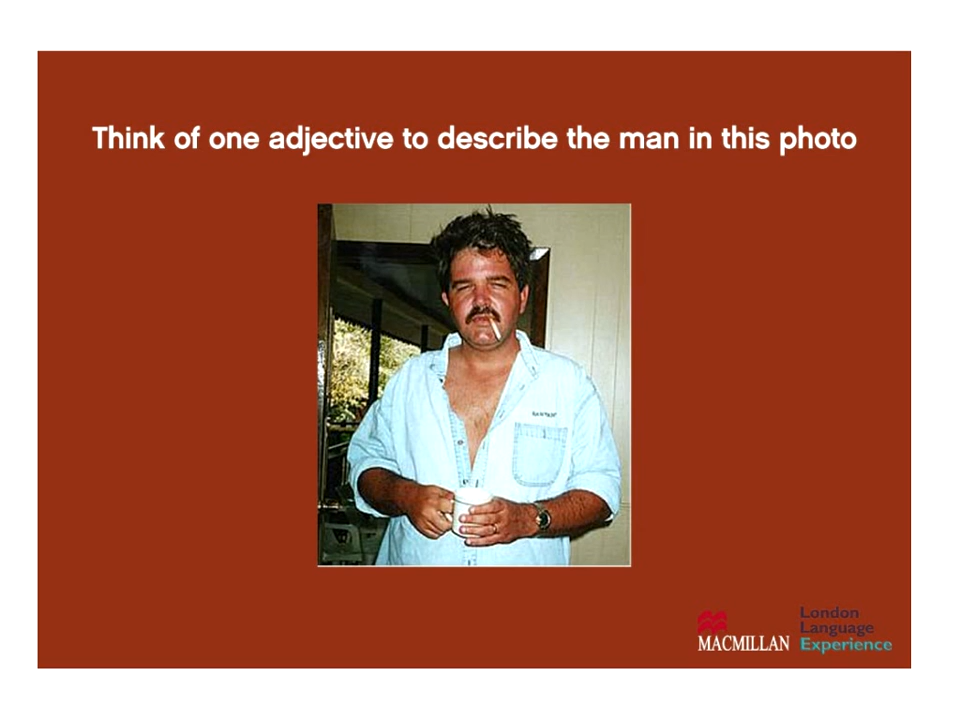 Think of one adjective to describe the man in this photo
MACMILLAN
London
Language
Experience